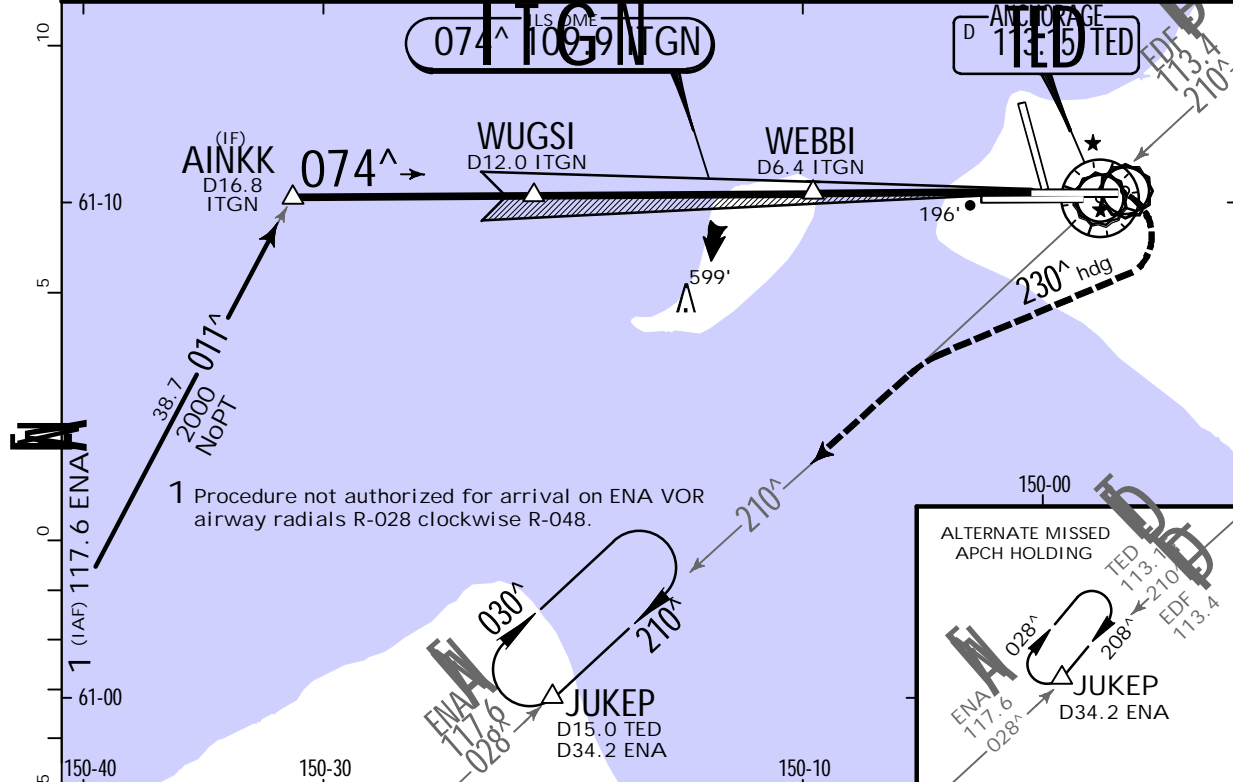 ILS DME
074^ 109.9 ITGN
ITGN
ANCHORAGE
D 113.15 TED
TED
EDF
113.4
210^
(IF)
AINKK
D16.8
ITGN
074^
WUGSI
D12.0 ITGN
WEBBI
D6.4 ITGN
10
61-10
196'
599'
230^ hdg
5
011^
38.7
2000
NoPT
1 (IAF) 117.6 ENA
1 Procedure not authorized for arrival on ENA VOR
airway radials R-028 clockwise R-048.
0
210^
030^
210^
ENA
117.6
028^
JUKEP
D15.0 TED
D34.2 ENA
61-00
5
150-40
150-30
150-10
150-00
ALTERNATE MISSED
APCH HOLDING
TED
210^
EDF
113.4
028^
208^
ENA
117.6
028^
JUKEP
D34.2 ENA